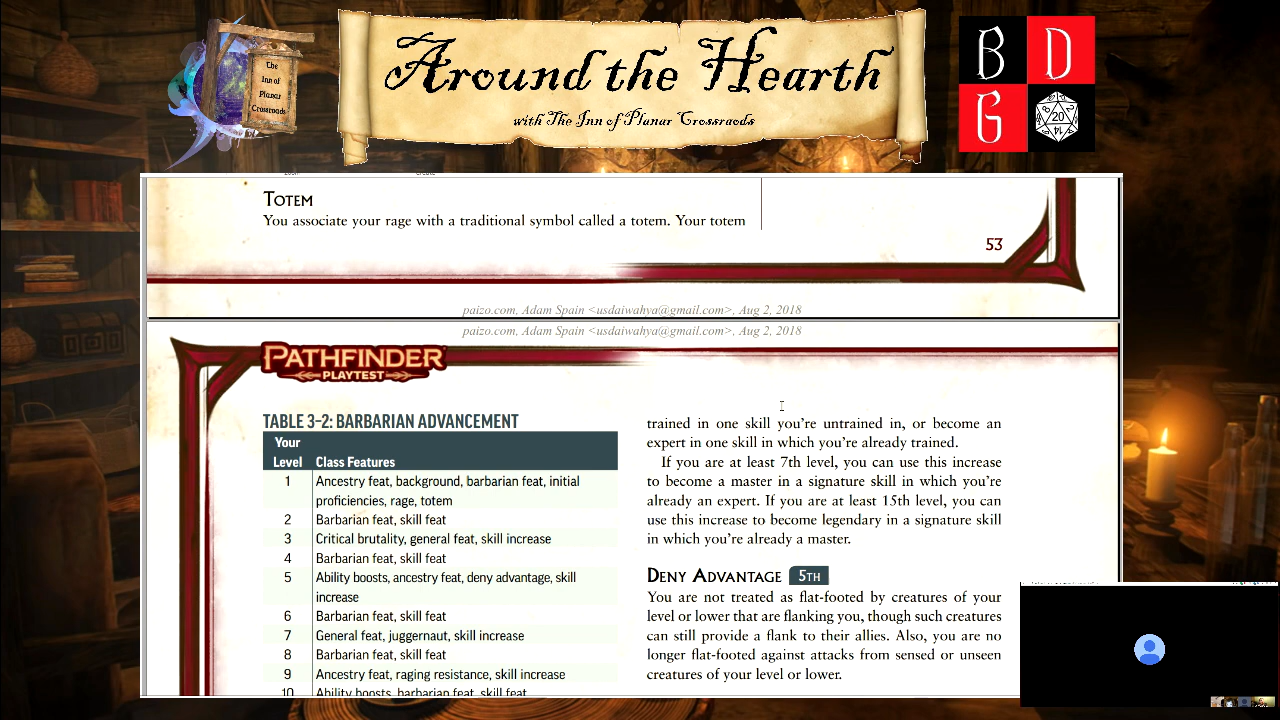 The
Inn of
Planar
Crossroads
Around the Hearth
with The Inn of Planar Crossraods
B D
G 20
TOTEM
You associate your rage with a traditional symbol called a totem. Your totem
53
paizo.com, Adam Spain <usdaiwahya@gmail.com>, Aug 2, 2018
paizo.com, Adam Spain <usdaiwahya@gmail.com>, Aug 2, 2018
PATHFINDER
PLAYTEST
TABLE 3–2: BARBARIAN ADVANCEMENT
Your
Level Class Features
1 Ancestry feat, background, barbarian feat, initial
proficiencies, rage, totem
2 Barbarian feat, skill feat
3 Critical brutality, general feat, skill increase
4 Barbarian feat, skill feat
5 Ability boosts, ancestry feat, deny advantage, skill
increase
6 Barbarian feat, skill feat
7 General feat, juggernaut, skill increase
8 Barbarian feat, skill feat
9 Ancestry feat, raging resistance, skill increase
10 Ability boosts, barbarian feat, skill feat
trained in one skill you're untrained in, or become an
expert in one skill in which you're already trained.
If you are at least 7th level, you can use this increase
to become a master in a signature skill in which you're
already an expert. If you are at least 15th level, you can
use this increase to become legendary in a signature skill
in which you're already a master.
DENY ADVANTAGE 5TH
You are not treated as flat-footed by creatures of your
level or lower that are flanking you, though such creatures
can still provide a flank to their allies. Also, you are no
longer flat-footed against attacks from sensed or unseen
creatures of your level or lower.